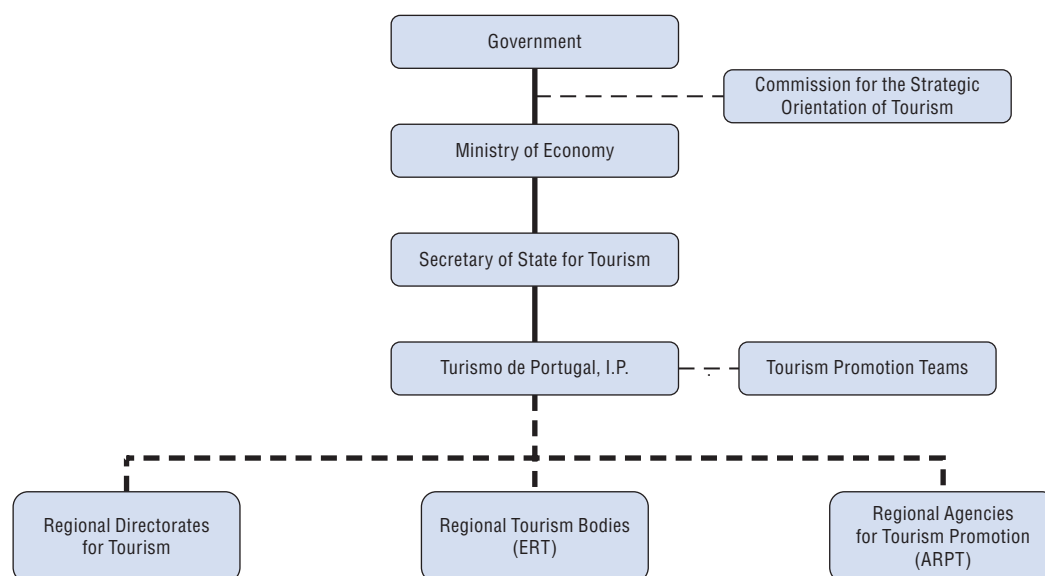 Government
Commission for the Strategic
Orientation of Tourism
Ministry of Economy
Secretary of State for Tourism
Turismo de Portugal, I.P.
Tourism Promotion Teams
Regional Directorates
for Tourism
Regional Tourism Bodies
(ERT)
Regional Agencies
for Tourism Promotion
(ARPT)